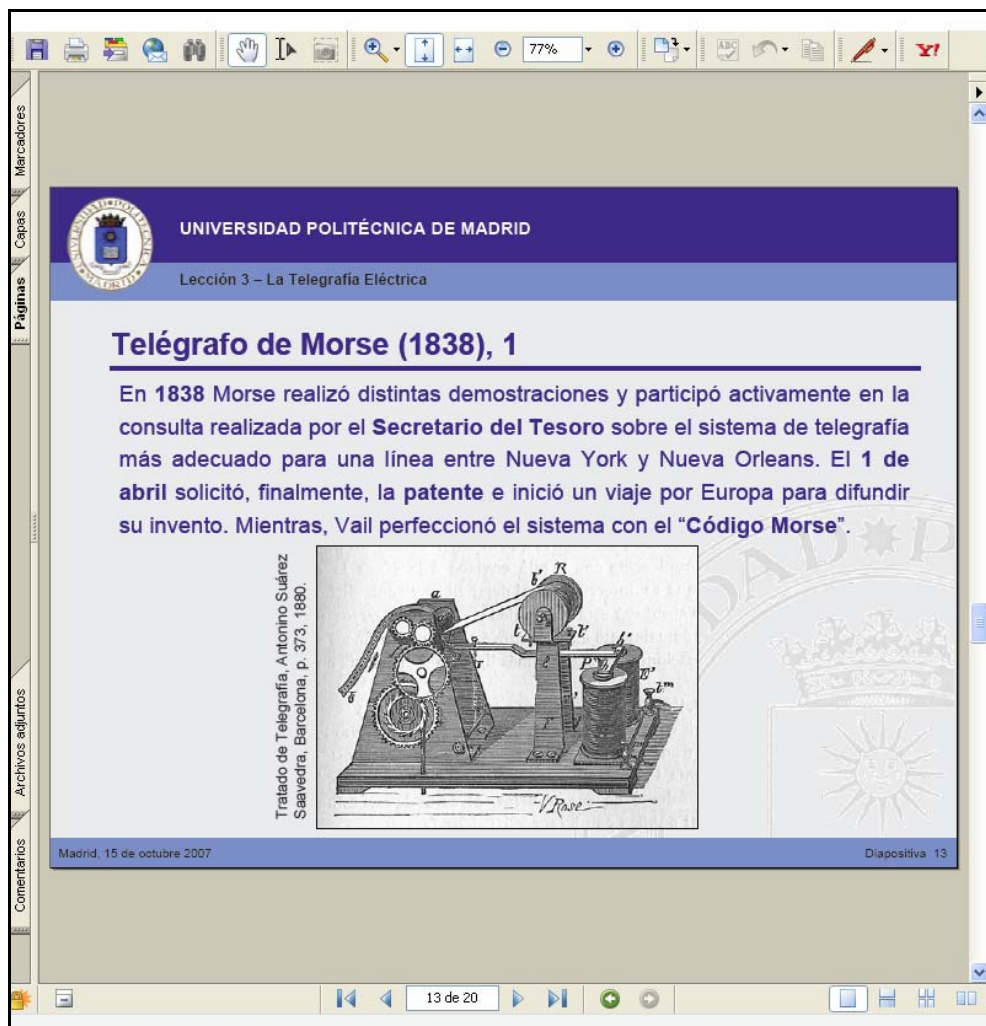 77%
ABC
Y!
Marcadores
Capas
Páginas
Archivos adjuntos
Comentarios
UNIVERSIDAD POLITÉCNICA DE MADRID
Lección 3 – La Telegrafía Eléctrica
Telégrafo de Morse (1838), 1
En 1838 Morse realizó distintas demostraciones y participó activamente en la
consulta realizada por el Secretario del Tesoro sobre el sistema de telegrafía
más adecuado para una línea entre Nueva York y Nueva Orleans. El 1 de
abril solicitó, finalmente, la patente e inició un viaje por Europa para difundir
su invento. Mientras, Vail perfeccionó el sistema con el “Código Morse”.
Tratado de Telegrafía, Antonino Suárez
Saavedra, Barcelona, p. 373, 1880.
a
b'
R
P
V. Rose
Madrid, 15 de octubre 2007
Diapositiva 13
13 de 20